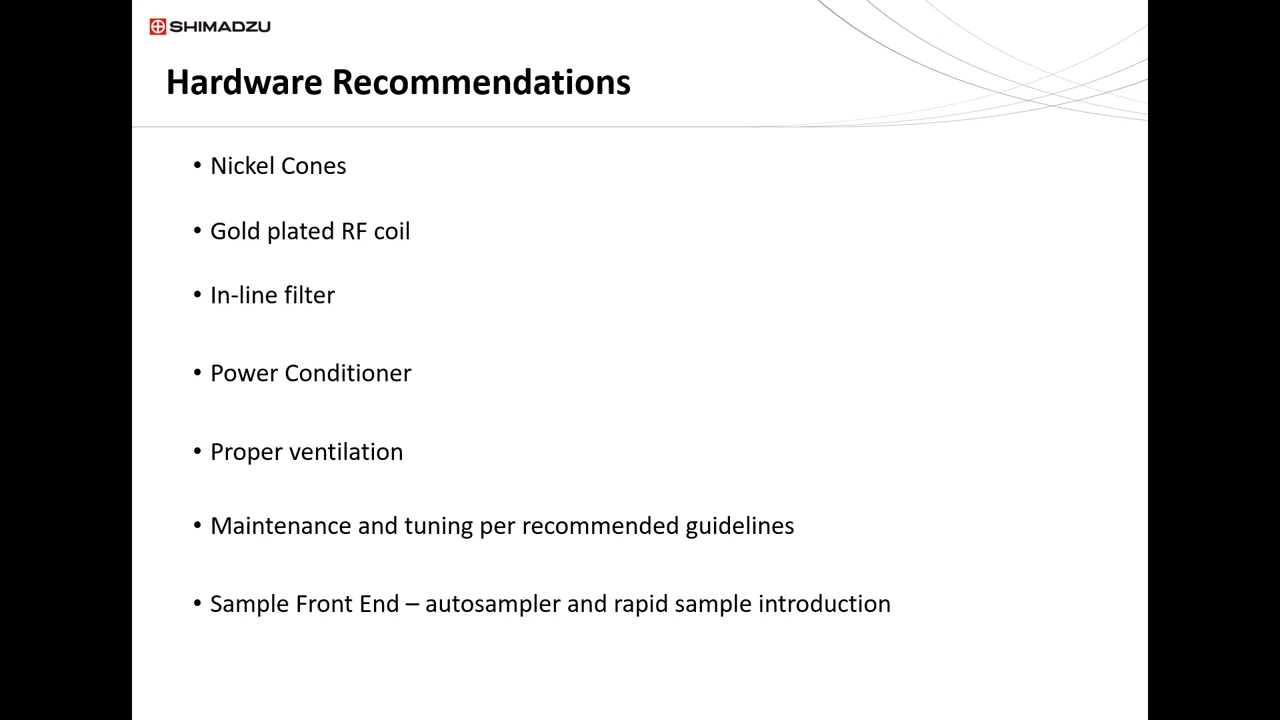 SHIMADZU
Hardware Recommendations
• Nickel Cones
• Gold plated RF coil
• In-line filter
• Power Conditioner
• Proper ventilation
• Maintenance and tuning per recommended guidelines
• Sample Front End – autosampler and rapid sample introduction